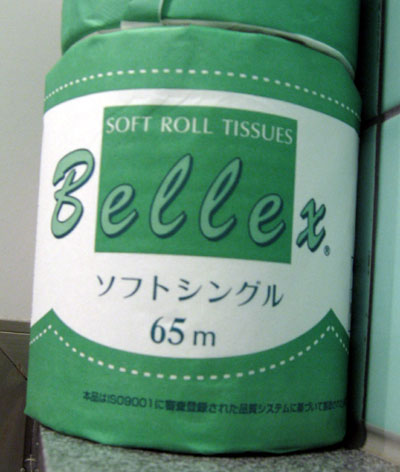 SOFT ROLL TISSUES
Bellex®
ソフトシングル
65m
本品はISO9001に審査登録された品質システムに基づいて